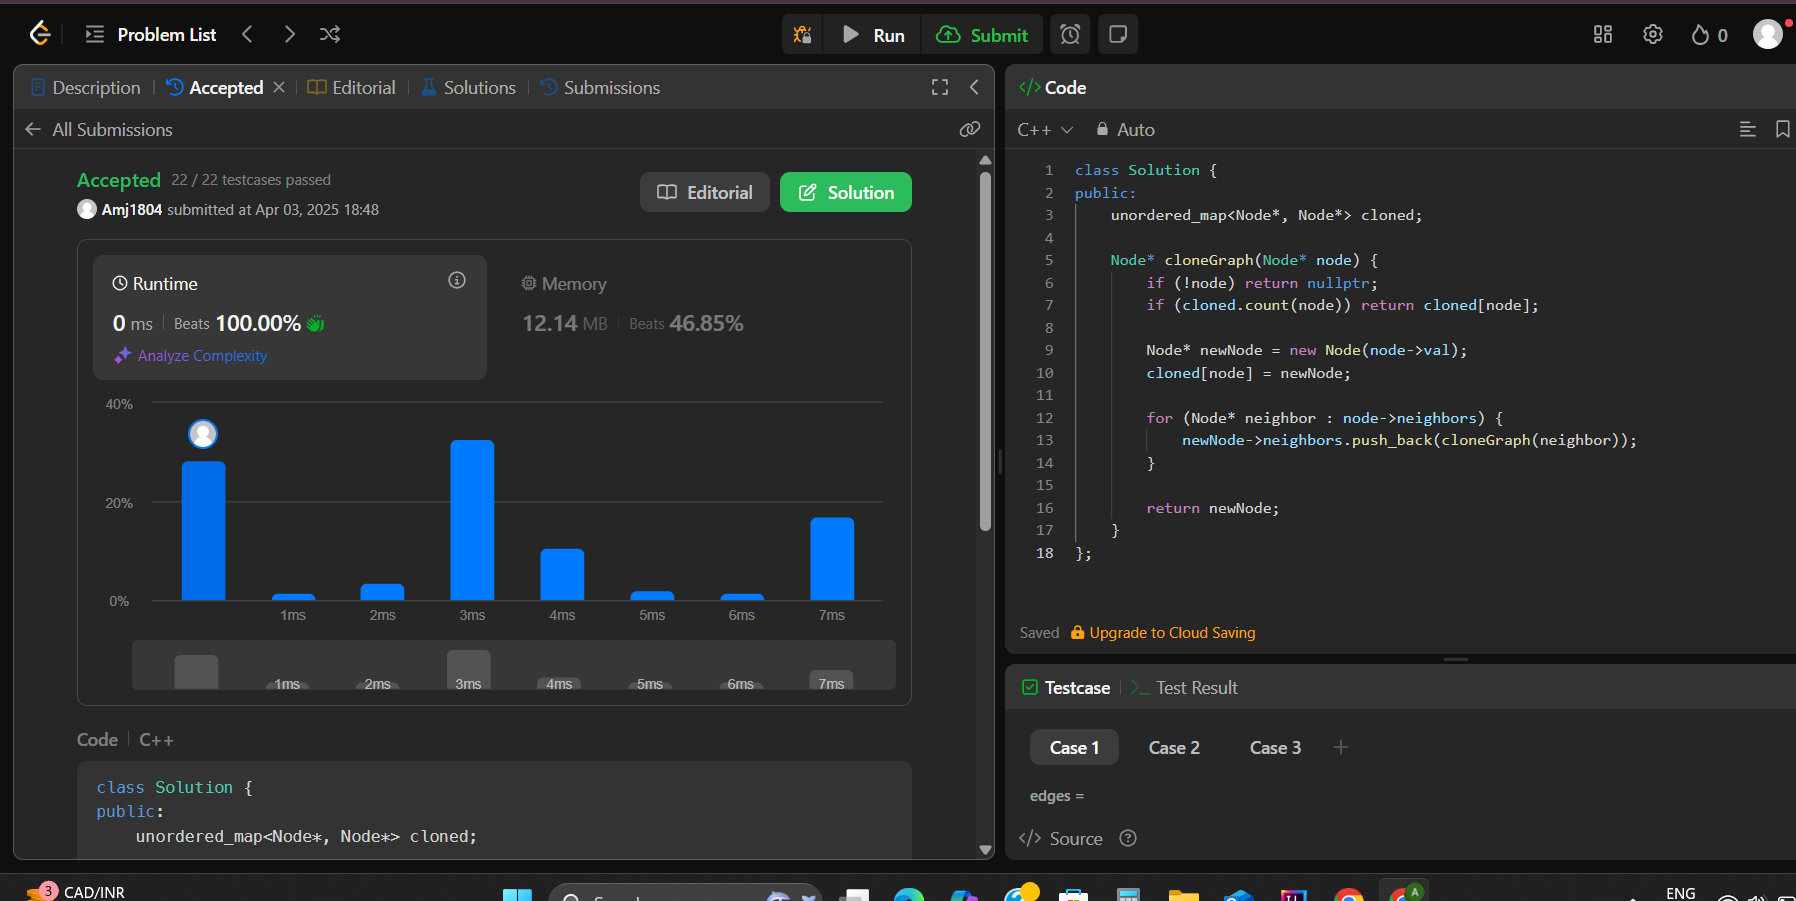 Problem List
Run
Submit
0
Description
Accepted
Editorial
Solutions
Submissions
All Submissions
Accepted 22 / 22 testcases passed
Amj1804 submitted at Apr 03, 2025 18:48
Editorial
Solution
Runtime
0 ms
Beats 100.00%
Analyze Complexity
Memory
12.14 MB
Beats 46.85%
40%
20%
0%
1ms
2ms
3ms
4ms
5ms
6ms
7ms
1ms
2ms
3ms
4ms
5ms
6ms
7ms
Code
C++
class Solution {
public:
    unordered_map<Node*, Node*> cloned;
</> Code
C++
Auto
1 class Solution {
2 public:
3     unordered_map<Node*, Node*> cloned;
4
5     Node* cloneGraph(Node* node) {
6         if (!node) return nullptr;
7         if (cloned.count(node)) return cloned[node];
8
9         Node* newNode = new Node(node->val);
10         cloned[node] = newNode;
11
12         for (Node* neighbor : node->neighbors) {
13             newNode->neighbors.push_back(cloneGraph(neighbor));
14         }
15
16         return newNode;
17     }
18 };
Saved
Upgrade to Cloud Saving
Testcase
>_ Test Result
Case 1
Case 2
Case 3
+
edges =
</> Source
?
3
CAD/INR
A
ENG